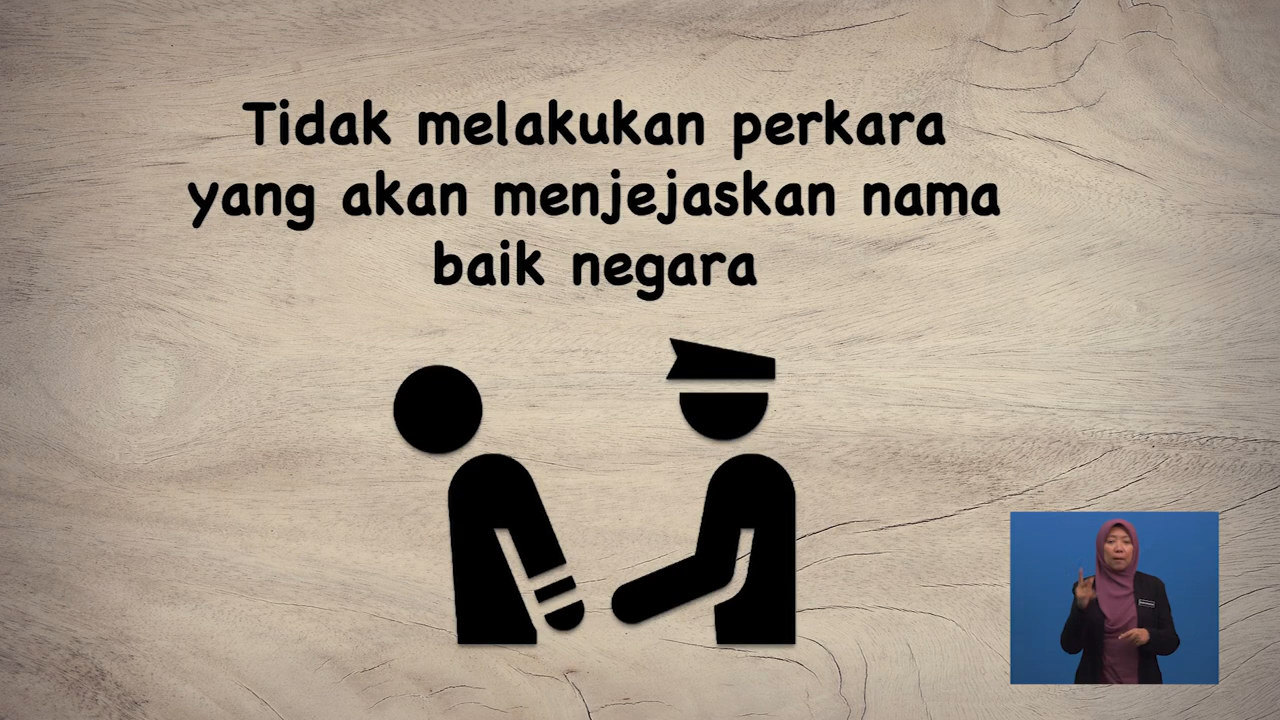 Tidak melakukan perkara
yang akan menjejaskan nama
baik negara